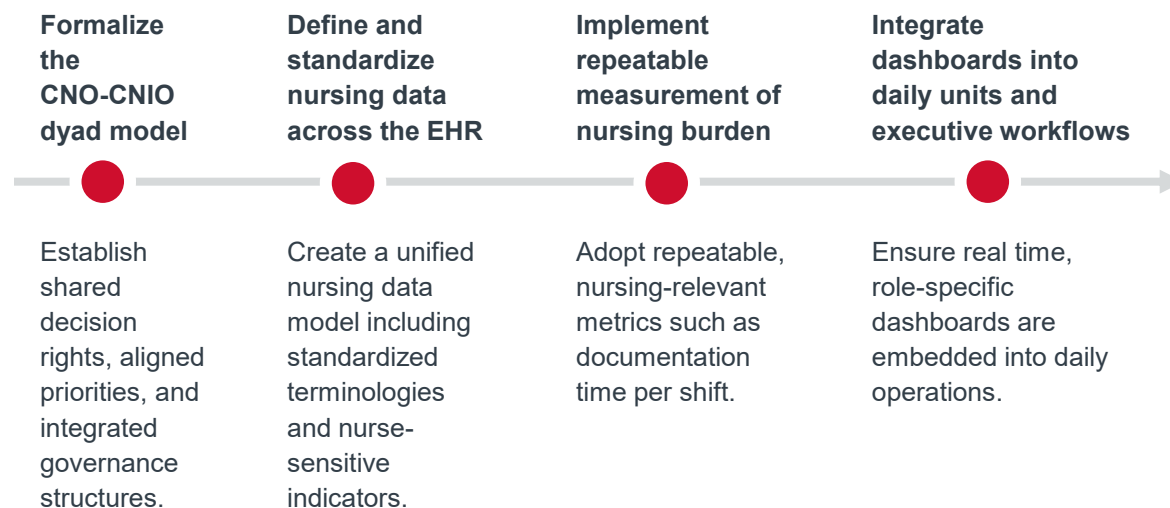 Formalize
the
CNO-CNIO
dyad model
Define and
standardize
nursing data
across the EHR
Implement
repeatable
measurement of
nursing burden
Integrate
dashboards into
daily units and
executive workflows
Establish
shared
decision
rights, aligned
priorities, and
integrated
governance
structures.
Create a unified
nursing data
model including
standardized
terminologies
and nurse-
sensitive
indicators.
Adopt repeatable,
nursing-relevant
metrics such as
documentation
time per shift.
Ensure real time,
role-specific
dashboards are
embedded into daily
operations.